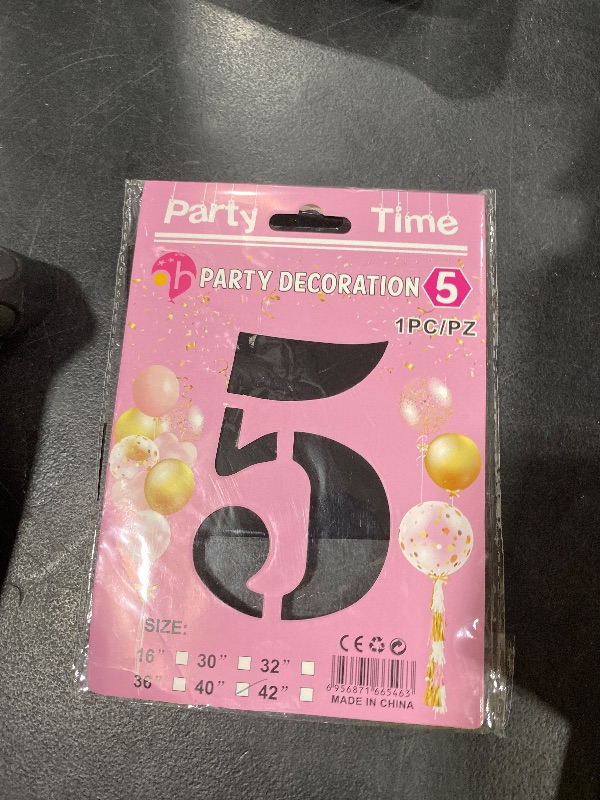 Party Time
ah PARTY DECORATION 5
1PC/PZ
5
SIZE:
16" 30" 32"
36" 40" 42"
CE
6956871665463
MADE IN CHINA